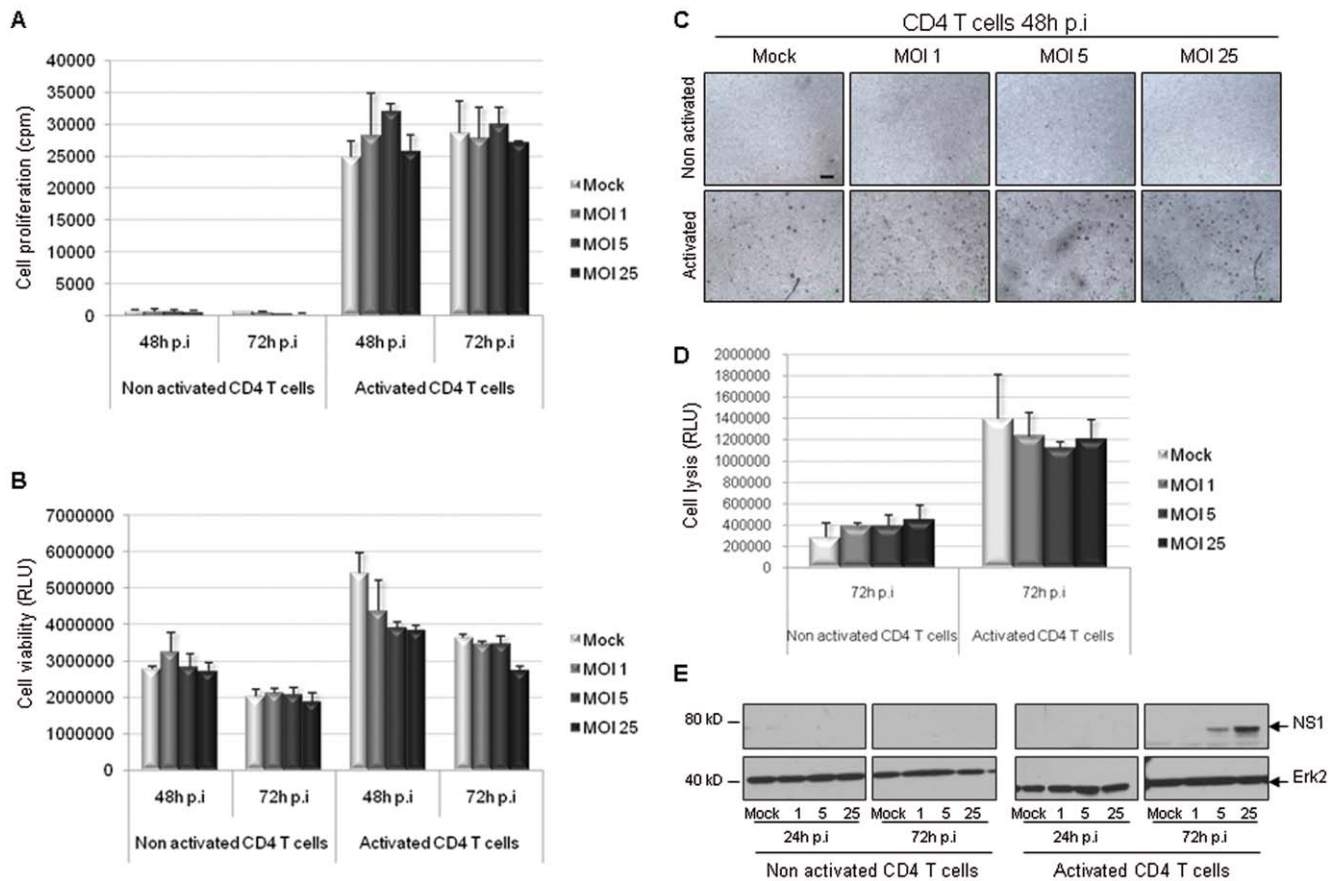 A
40000
35000
30000
25000
20000
15000
10000
5000
0
Cell proliferation (cpm)
48h p.i
72h p.i
48h p.i
72h p.i
Non activated CD4 T cells
Activated CD4 T cells
Mock
MOI 1
MOI 5
MOI 25
B
7000000
6000000
5000000
4000000
3000000
2000000
1000000
0
Cell viability (RLU)
48h p.i
72h p.i
48h p.i
72h p.i
Non activated CD4 T cells
Activated CD4 T cells
Mock
MOI 1
MOI 5
MOI 25
C
CD4 T cells 48h p.i
Mock
MOI 1
MOI 5
MOI 25
Non activated
Activated
D
2000000
1800000
1600000
1400000
1200000
1000000
800000
600000
400000
200000
0
Cell lysis (RLU)
72h p.i
72h p.i
Non activated CD4 T cells
Activated CD4 T cells
Mock
MOI 1
MOI 5
MOI 25
E
80 kD
NS1
40 kD
Erk2
Mock 1 5 25
Mock 1 5 25
Mock 1 5 25
Mock 1 5 25
24h p.i
72h p.i
24h p.i
72h p.i
Non activated CD4 T cells
Activated CD4 T cells